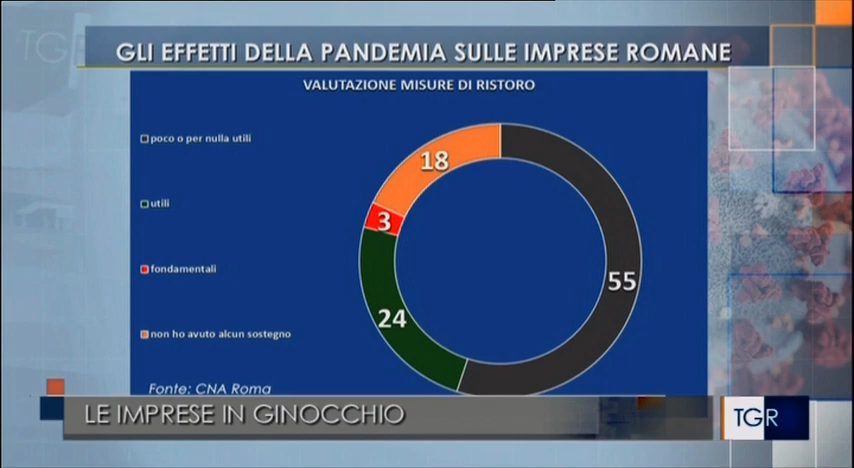 TGR
GLI EFFETTI DELLA PANDEMIA SULLE IMPRESE ROMANE
VALUTAZIONE MISURE DI RISTORO
poco o per nulla utili
utili
fondamentali
non ho avuto alcun sostegno
18
3
55
24
Fonte: CNA Roma
LE IMPRESE IN GINOCCHIO
TGR